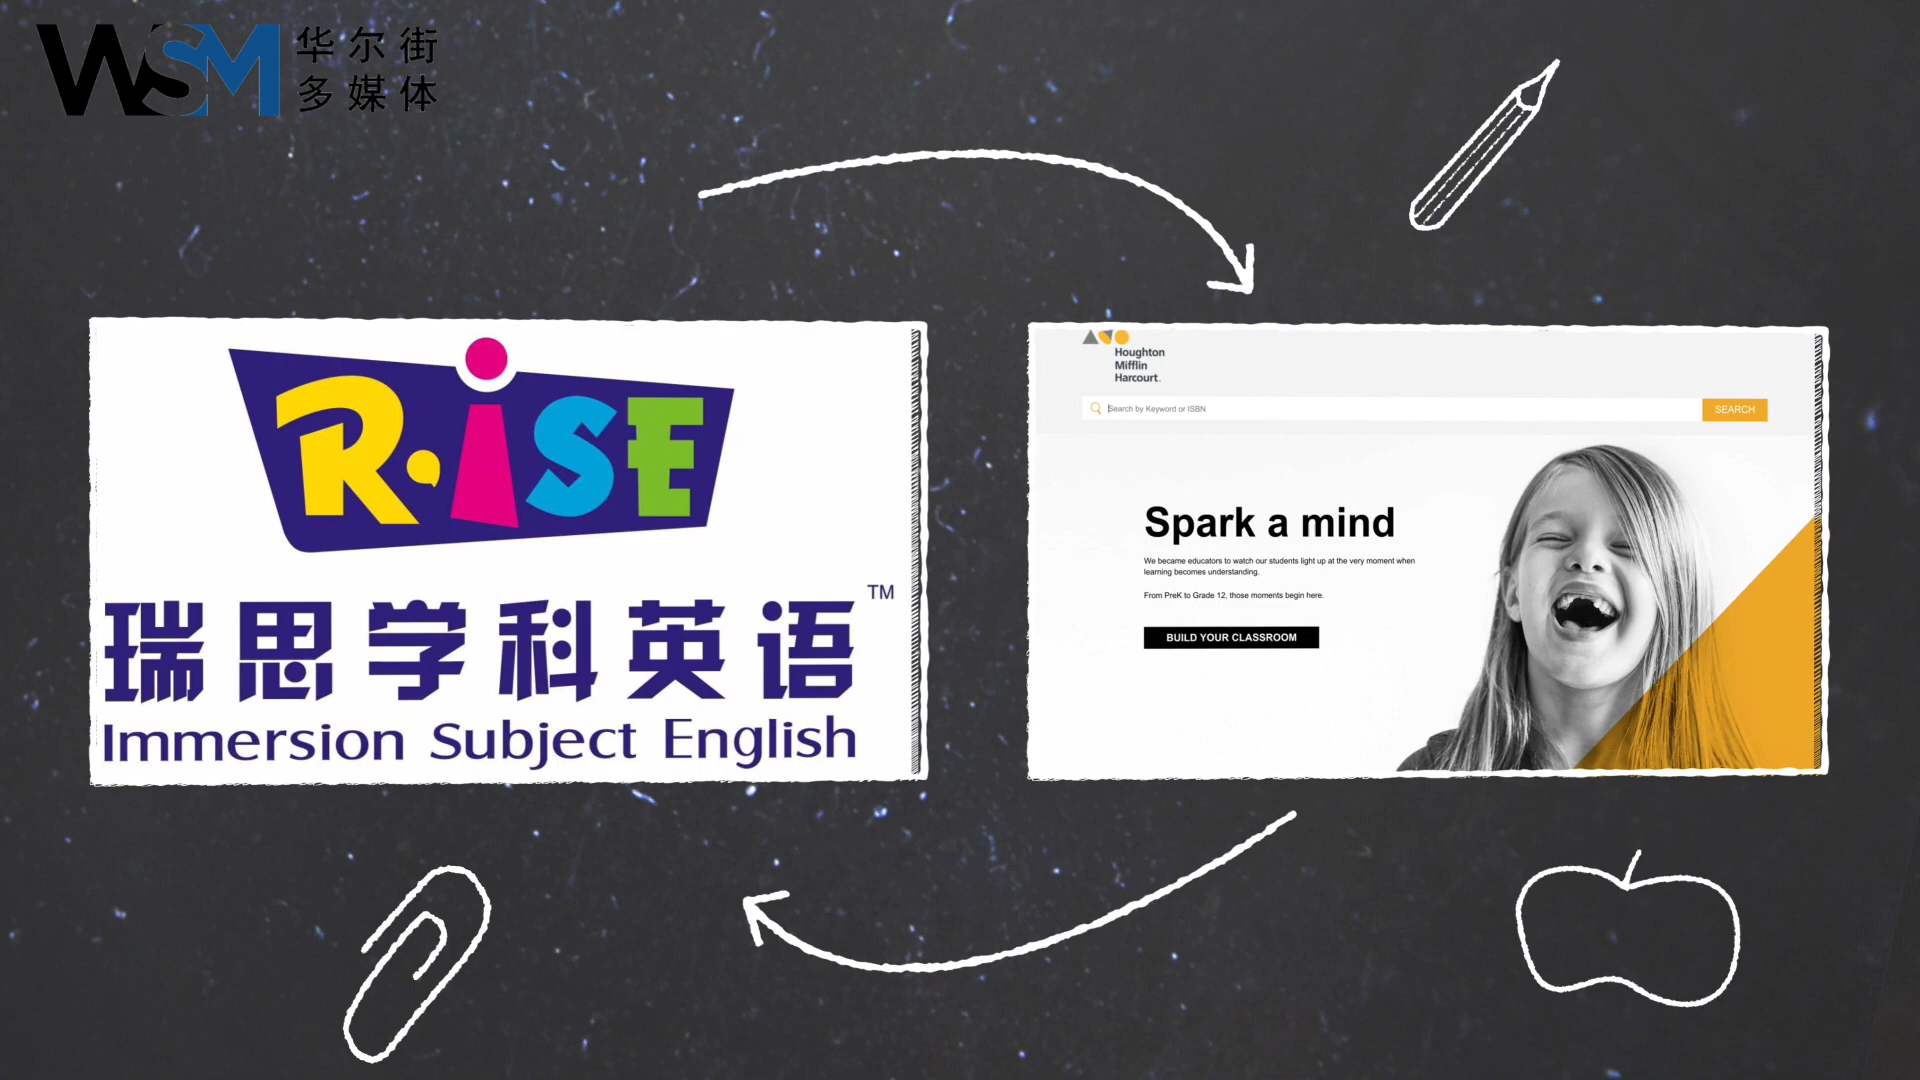 WSM 华尔街
多媒体
R.iSE
瑞思学科英语 TM
Immersion Subject English
Houghton
Mifflin
Harcourt.
Search by Keyword or ISBN
SEARCH
Spark a mind
We became educators to watch our students light up at the very moment when
learning becomes understanding.
From PreK to Grade 12, those moments begin here.
BUILD YOUR CLASSROOM